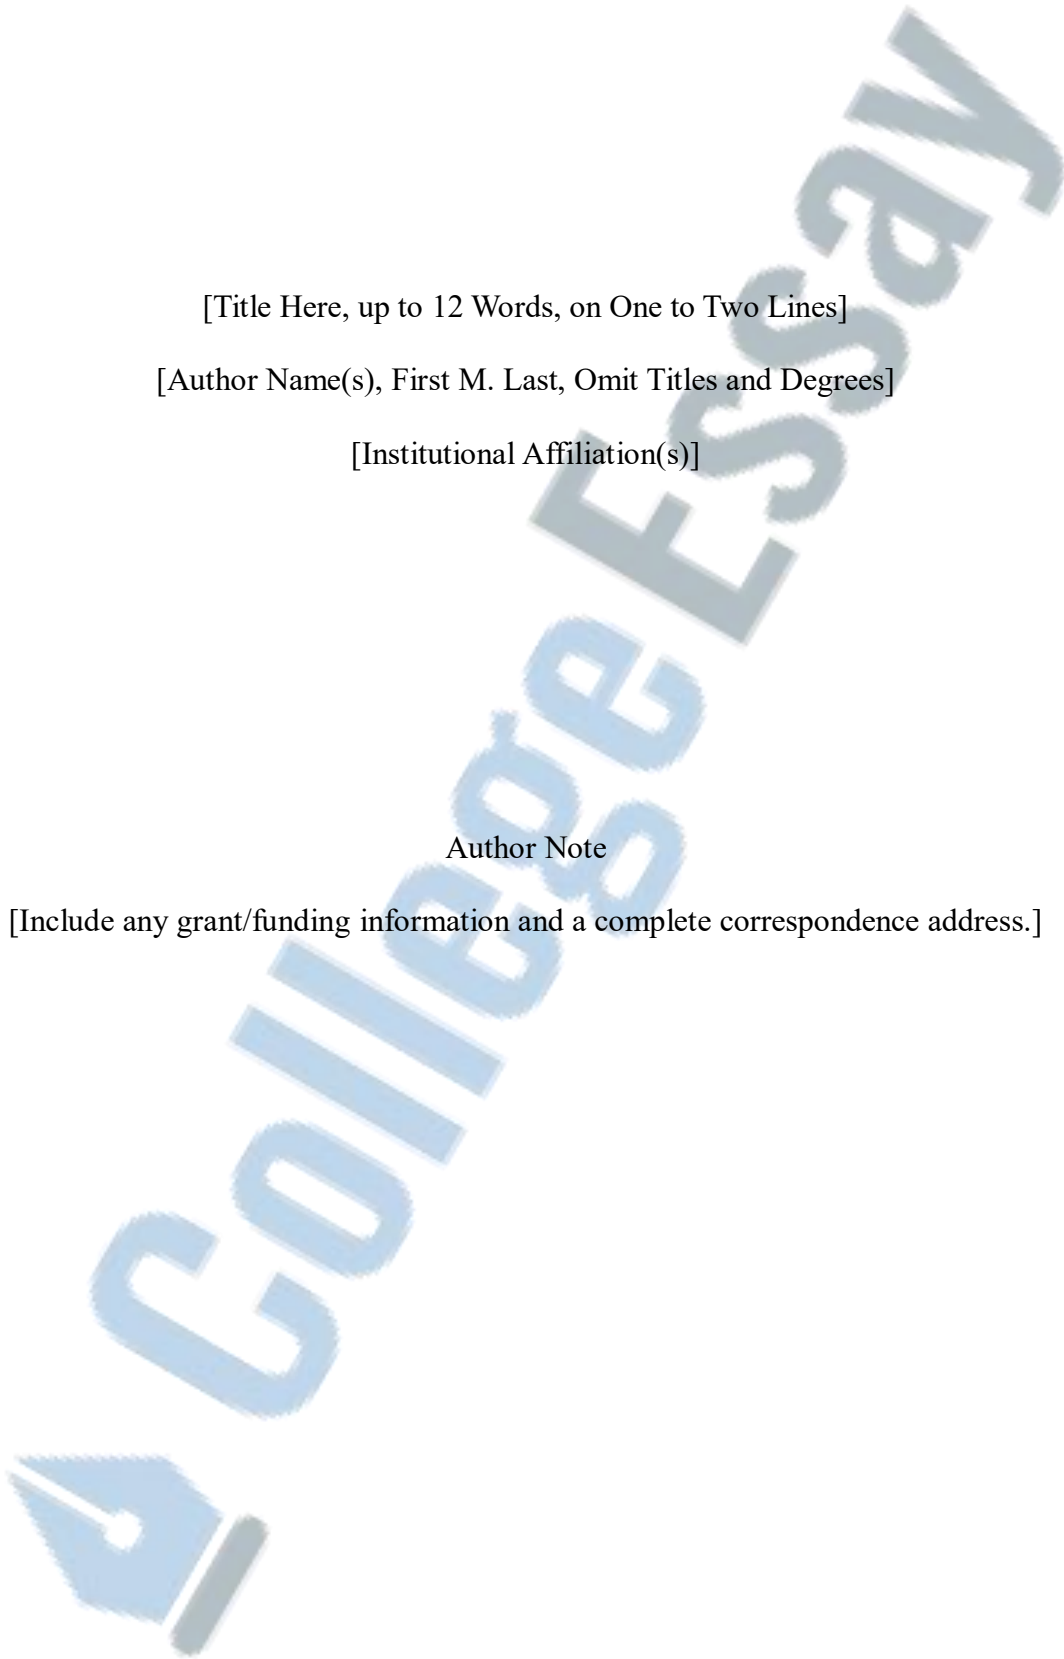 [Title Here, up to 12 Words, on One to Two Lines]
[Author Name(s), First M. Last, Omit Titles and Degrees]
[Institutional Affiliation(s)]
Author Note
[Include any grant/funding information and a complete correspondence address.]
College Essay